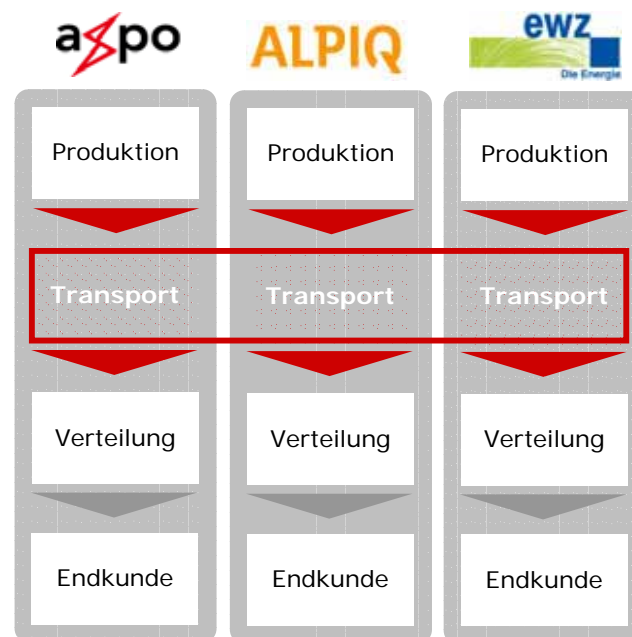 axpo ALPIQ ewz
Die Energie
Produktion Produktion Produktion
Transport Transport Transport
Verteilung Verteilung Verteilung
Endkunde Endkunde Endkunde